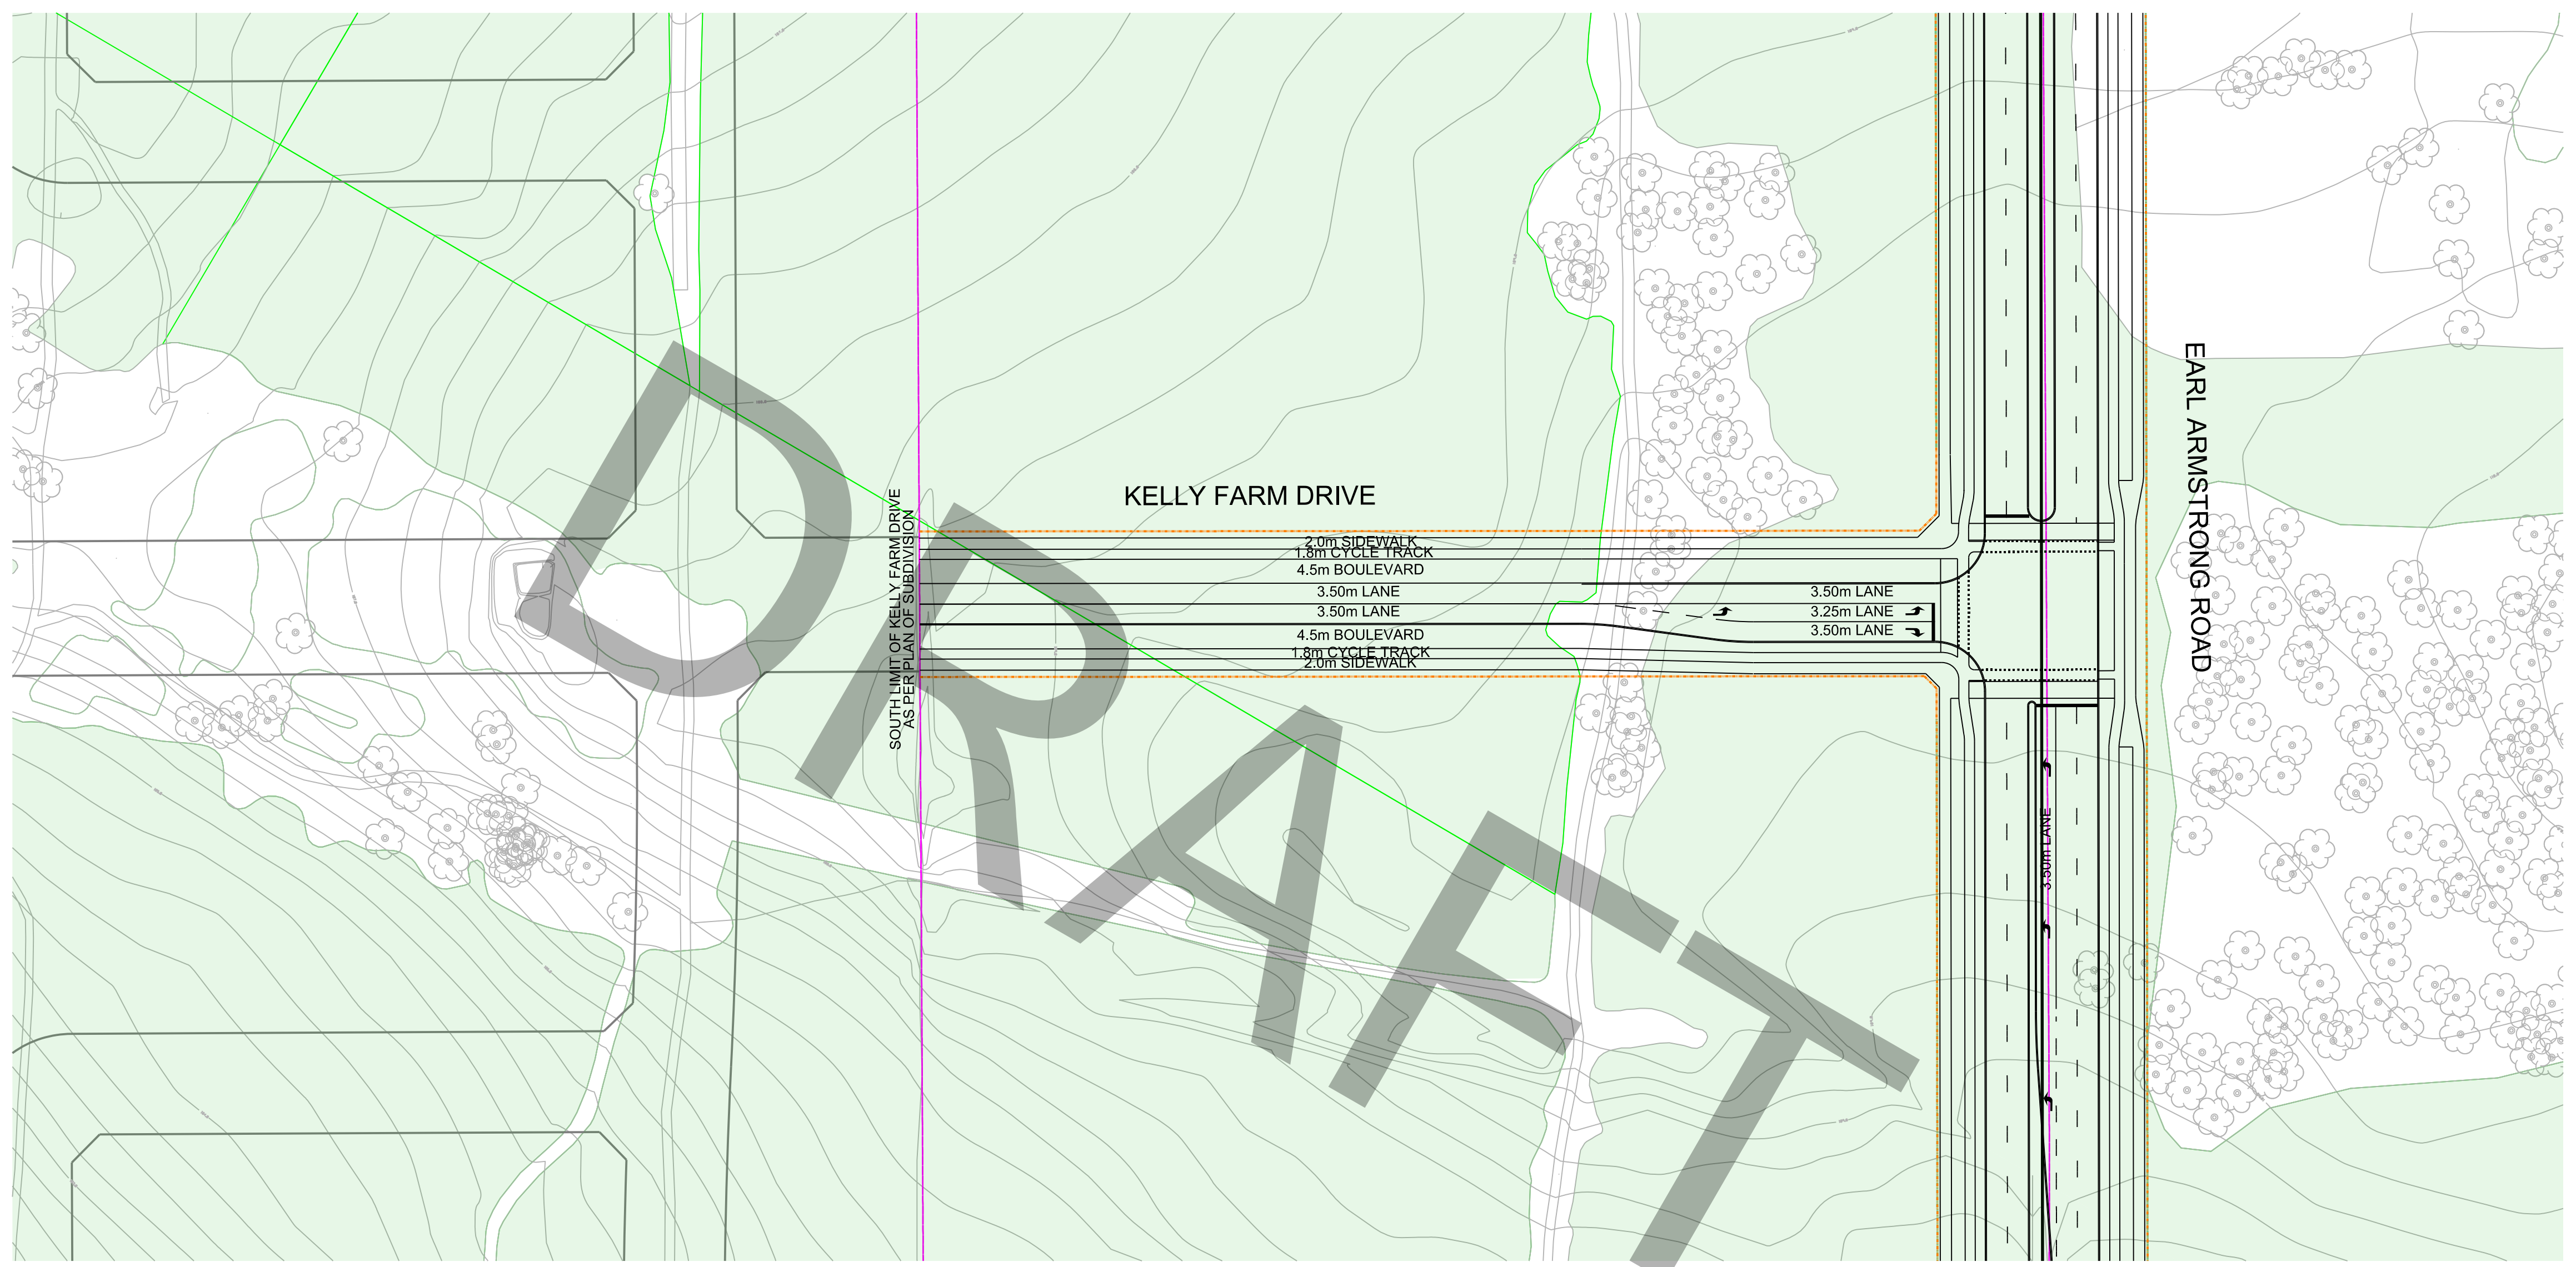 KELLY FARM DRIVE
SOUTH LIMIT OF KELLY FARM DRIVE
AS PER PLAN OF SUBDIVISION
2.0m SIDEWALK
1.8m CYCLE TRACK
4.5m BOULEVARD
3.50m LANE
3.50m LANE
4.5m BOULEVARD
1.8m CYCLE TRACK
2.0m SIDEWALK
3.50m LANE
3.25m LANE
3.50m LANE
EARL ARMSTRONG ROAD
3.50m LANE
DRAFT